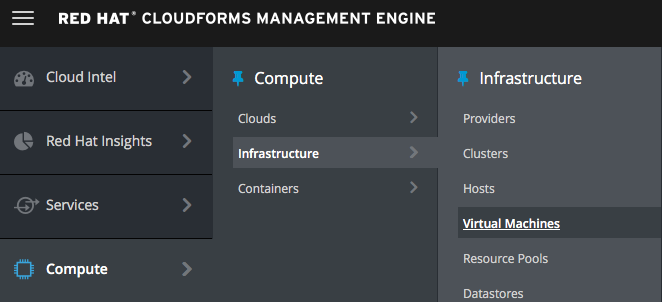 RED HAT® CLOUDFORMS MANAGEMENT ENGINE
Cloud Intel
Red Hat Insights
Services
Compute
Compute
Clouds
Infrastructure
Containers
Infrastructure
Providers
Clusters
Hosts
Virtual Machines
Resource Pools
Datastores